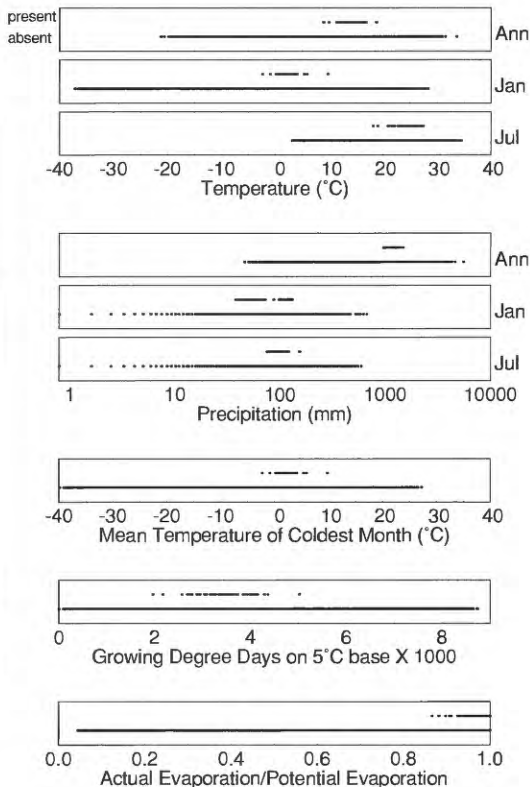 present
absent
Ann
Jan
Jul
-40 -30 -20 -10 0 10 20 30 40
Temperature (˚C)
Ann
Jan
Jul
1 10 100 1000 10000
Precipitation (mm)
-40 -30 -20 -10 0 10 20 30 40
Mean Temperature of Coldest Month (˚C)
0 2 4 6 8
Growing Degree Days on 5˚C base X 1000
0.0 0.2 0.4 0.6 0.8 1.0
Actual Evaporation/Potential Evaporation